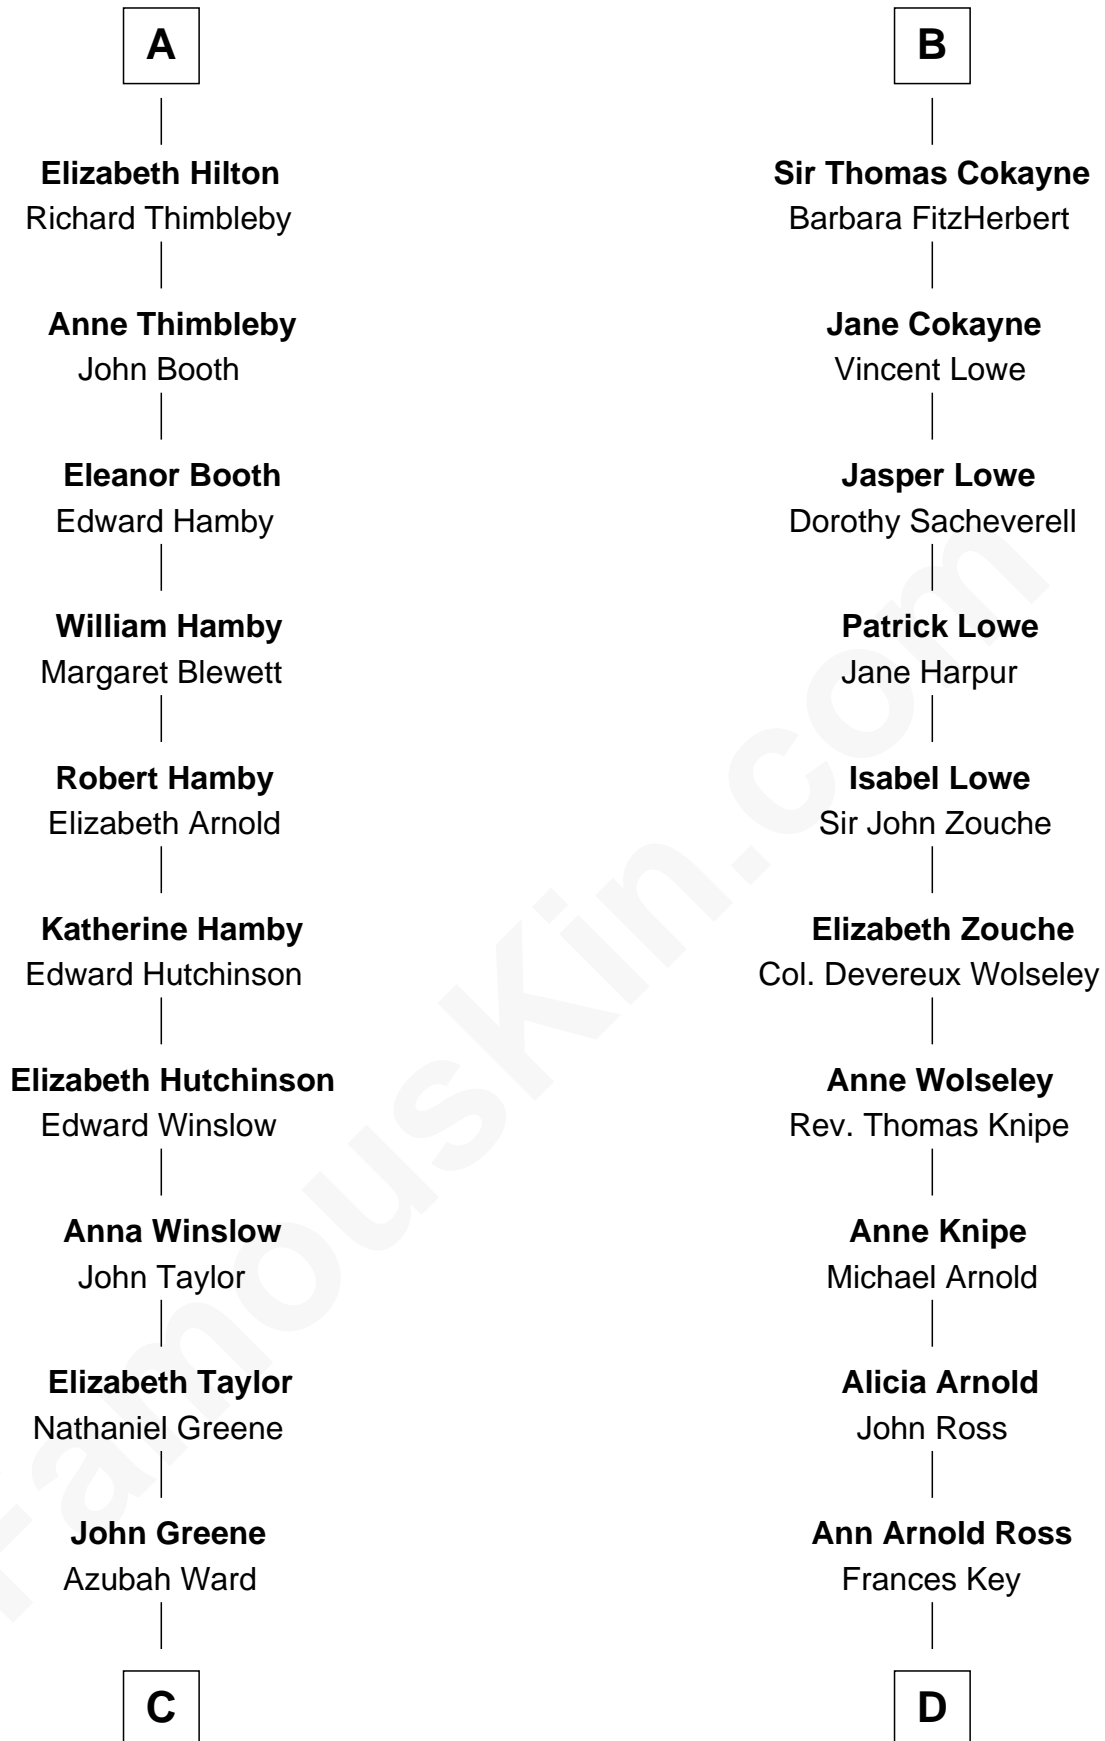 A
Elizabeth Hilton
Richard Thimbleby
Anne Thimbleby
John Booth
Eleanor Booth
Edward Hamby
William Hamby
Margaret Blewett
Robert Hamby
Elizabeth Arnold
Katherine Hamby
Edward Hutchinson
Elizabeth Hutchinson
Edward Winslow
Anna Winslow
John Taylor
Elizabeth Taylor
Nathaniel Greene
John Greene
Azubah Ward
C
B
Sir Thomas Cokayne
Barbara FitzHerbert
Jane Cokayne
Vincent Lowe
Jasper Lowe
Dorothy Sacheverell
Patrick Lowe
Jane Harpur
Isabel Lowe
Sir John Zouche
Elizabeth Zouche
Col. Devereux Wolseley
Anne Wolseley
Rev. Thomas Knipe
Anne Knipe
Michael Arnold
Alicia Arnold
John Ross
Ann Arnold Ross
Frances Key
D
FamousKin.com